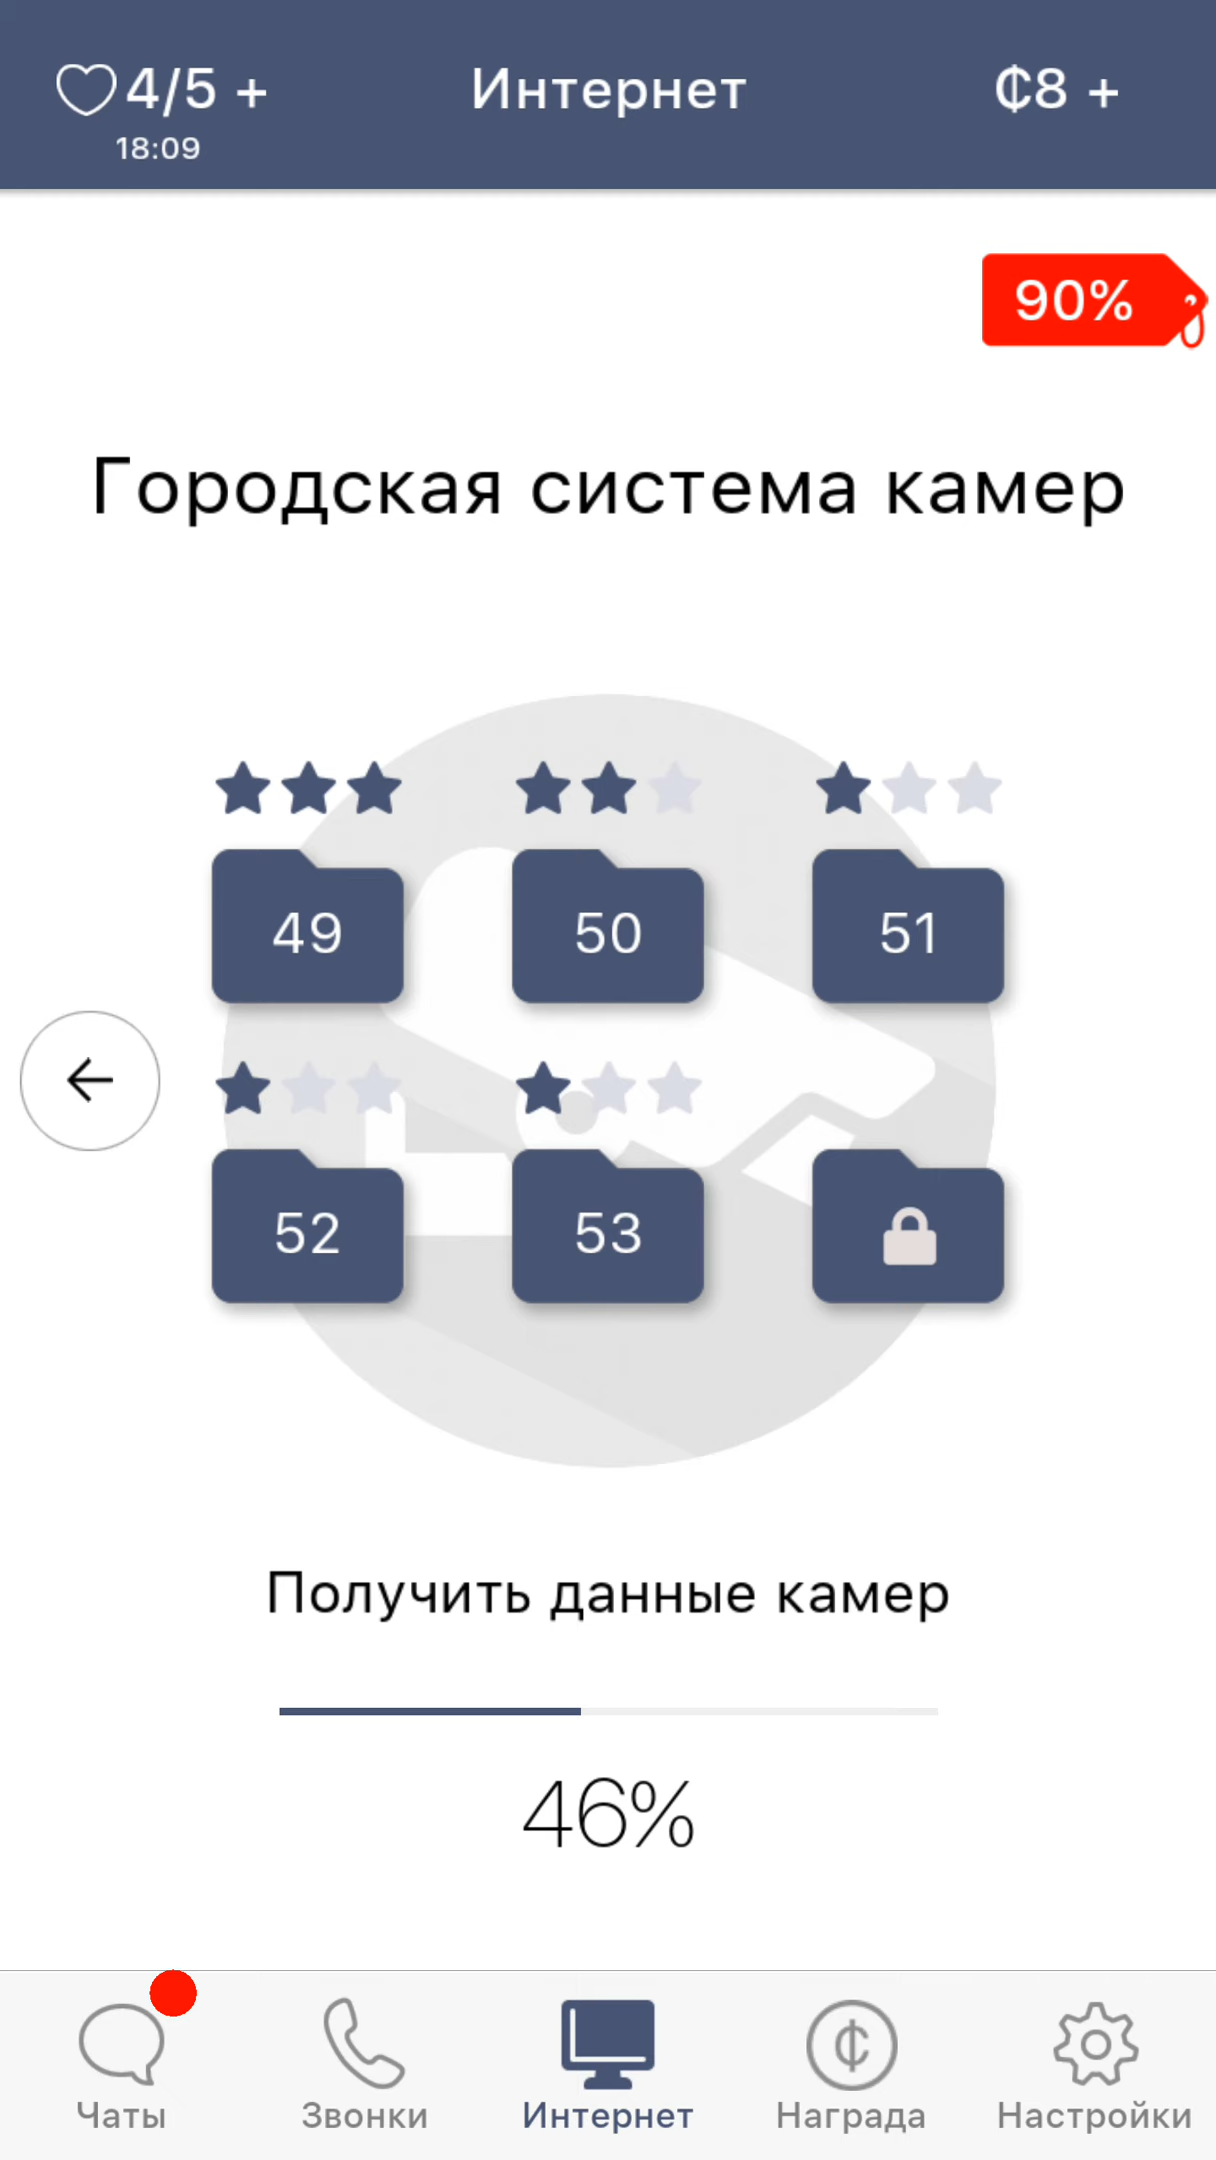 4/5 +
Интернет
₵8 +
18:09
90%
Городская система камер
49
50
51
52
53
Получить данные камер
46%
Чаты
Звонки
Интернет
Награда
Настройки